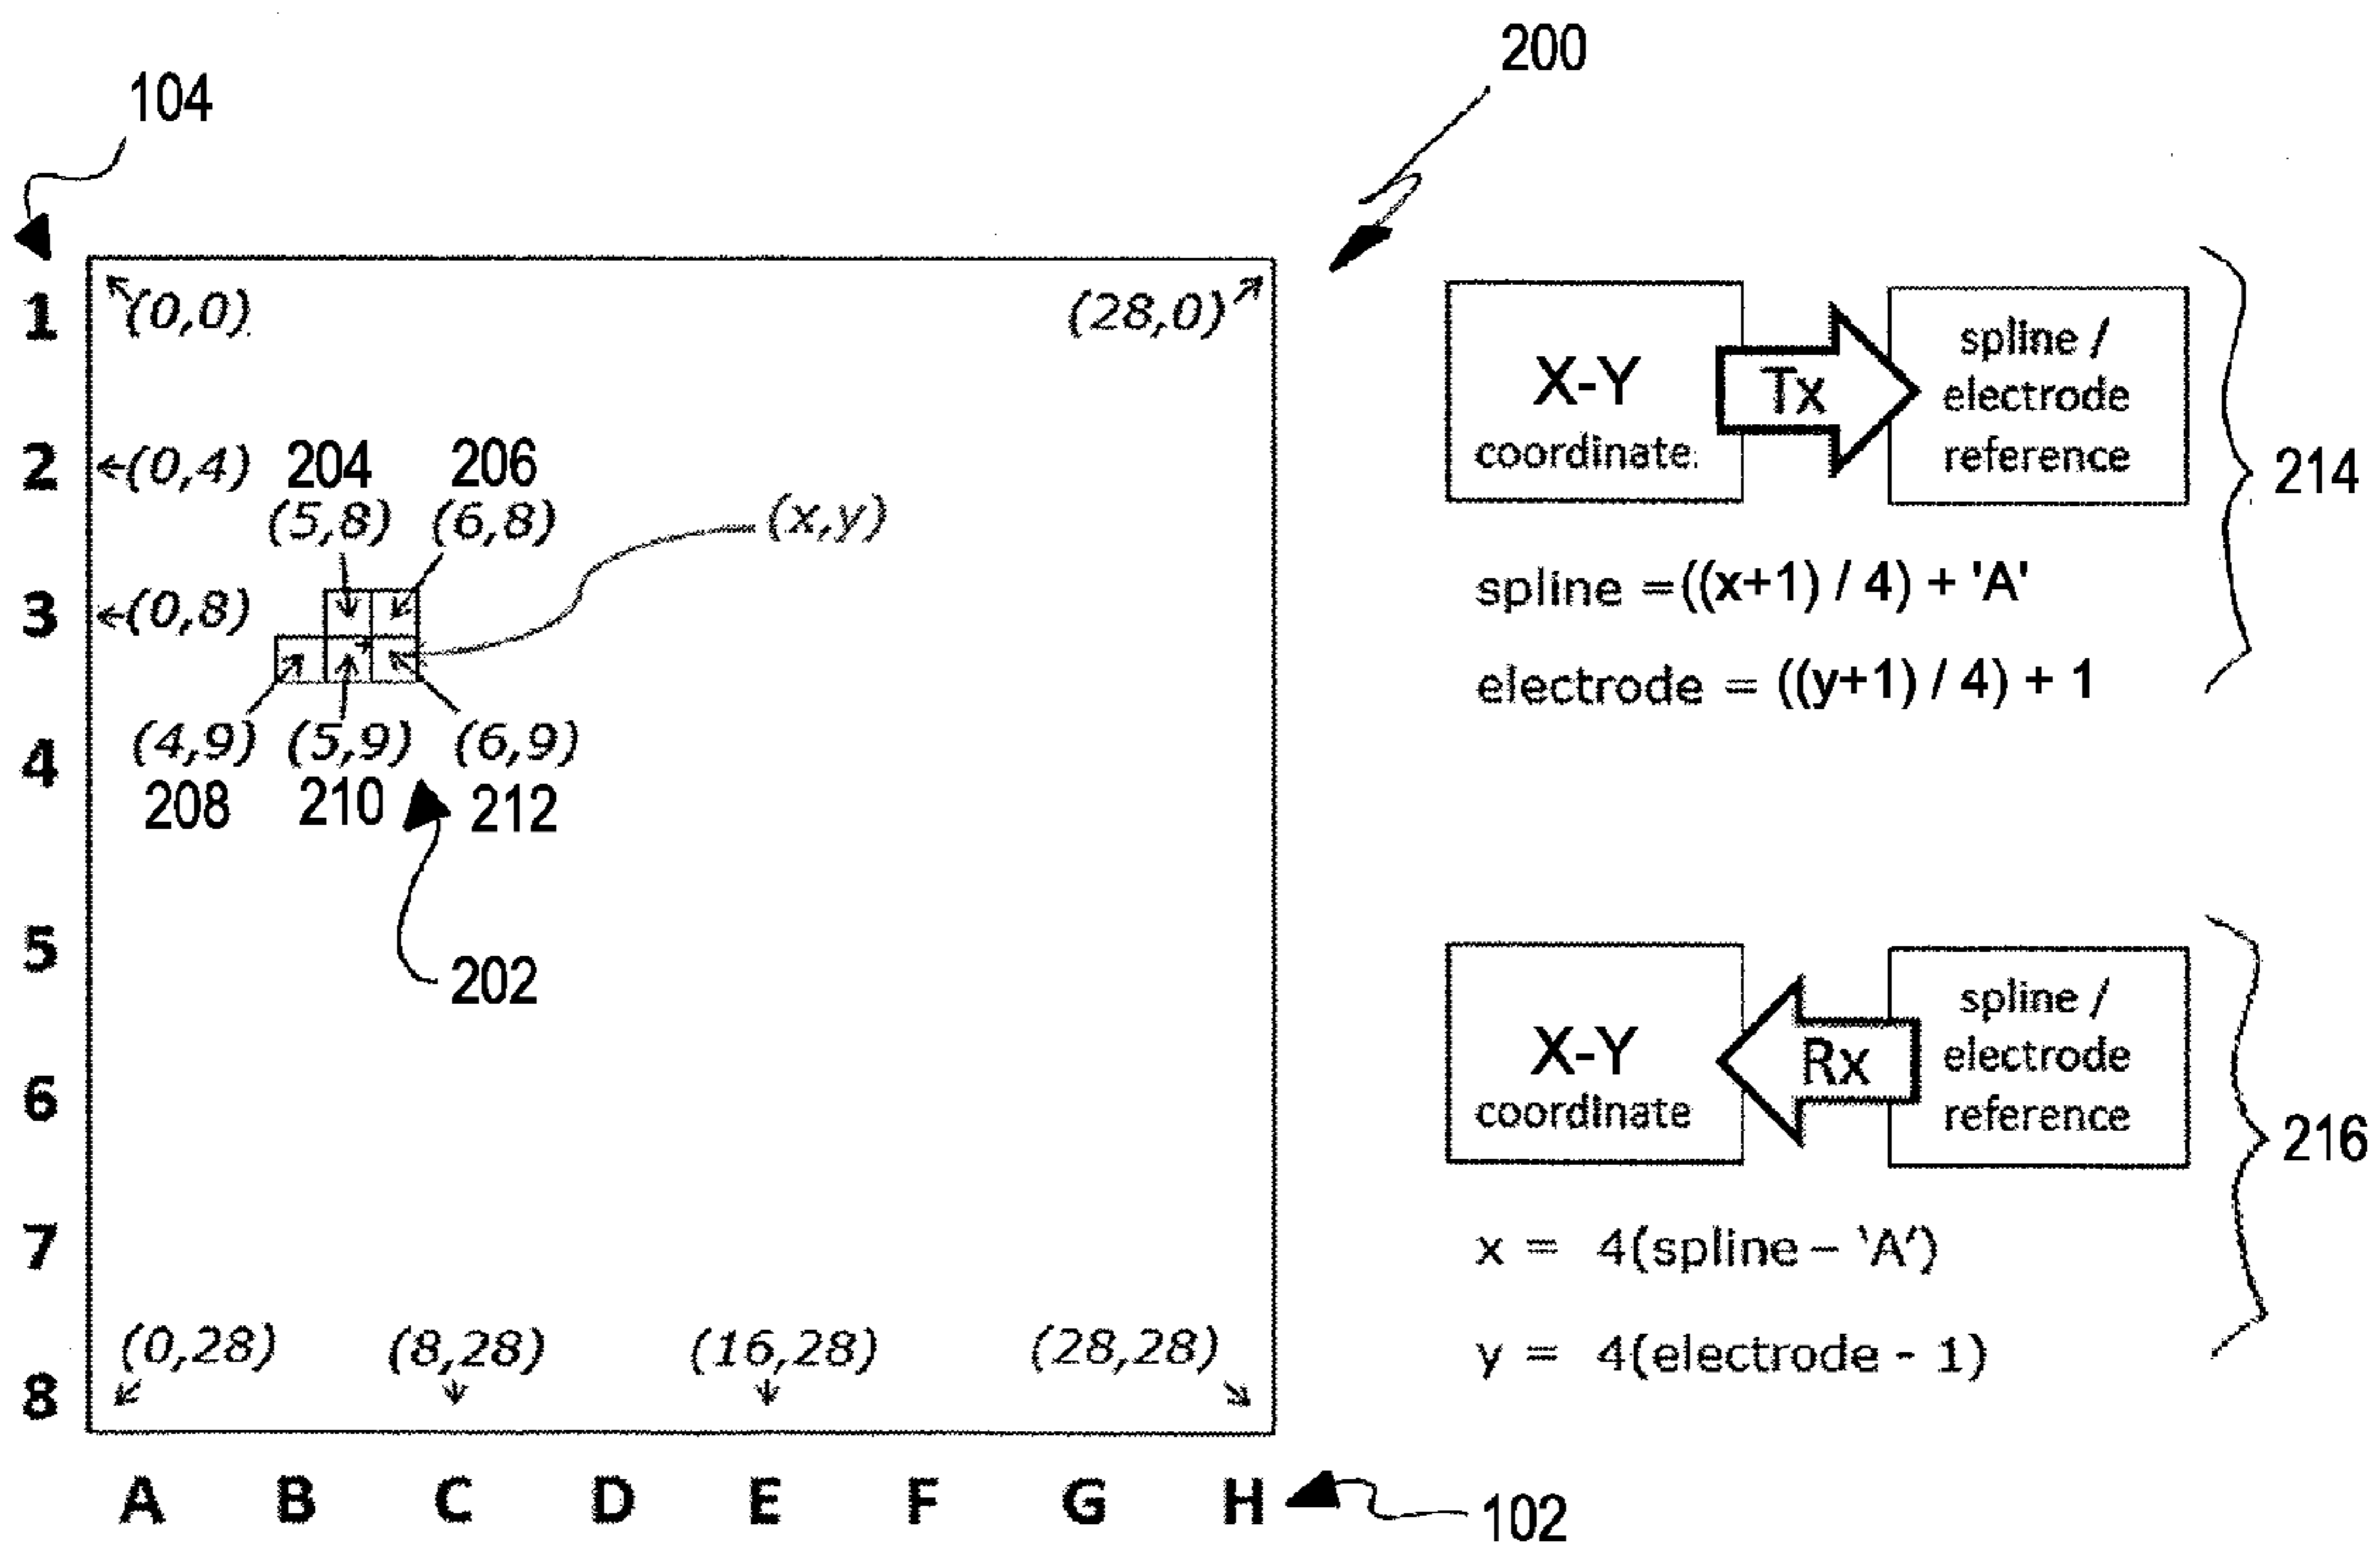 200
104
1
(0,0)
(28,0)
2
(0,4)
204
206
(5,8)
(6,8)
(x,y)
3
(0,8)
(4,9)
(5,9)
(6,9)
4
208
210
212
5
202
6
7
(0,28)
(8,28)
(16,28)
(28,28)
8
A B C D E F G H
102
X-Y
coordinate
Tx
spline /
electrode
reference
214
spline =((x+1) / 4) + 'A'
electrode = ((y+1) / 4) + 1
X-Y
coordinate
Rx
spline /
electrode
reference
216
x = 4(spline – 'A')
y = 4(electrode - 1)